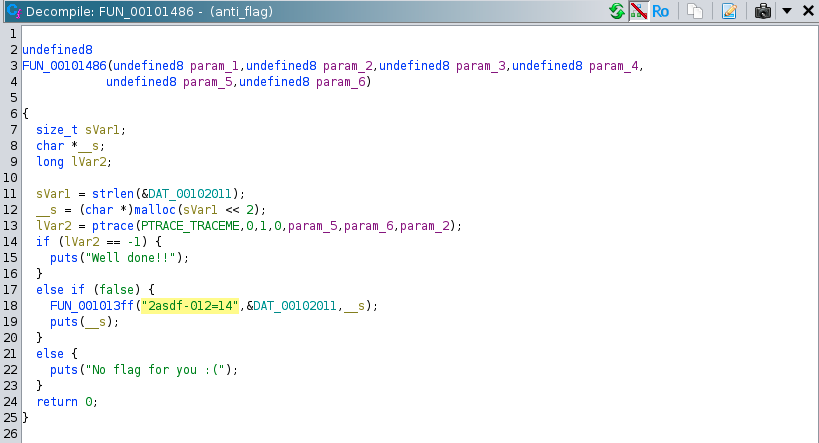 Decompile: FUN_00101486 - (anti_flag)
Ro
1
2 undefined8
3 FUN_00101486(undefined8 param_1,undefined8 param_2,undefined8 param_3,undefined8 param_4,
4 undefined8 param_5,undefined8 param_6)
5
6 {
7 size_t sVar1;
8 char *__s;
9 long lVar2;
10
11 sVar1 = strlen(&DAT_00102011);
12 __s = (char *)malloc(sVar1 << 2);
13 lVar2 = ptrace(PTRACE_TRACEME,0,1,0,param_5,param_6,param_2);
14 if (lVar2 == -1) {
15 puts("Well done!!");
16 }
17 else if (false) {
18 FUN_001013ff("2asdf-012=14",&DAT_00102011,__s);
19 puts(__s);
20 }
21 else {
22 puts("No flag for you :(");
23 }
24 return 0;
25 }
26